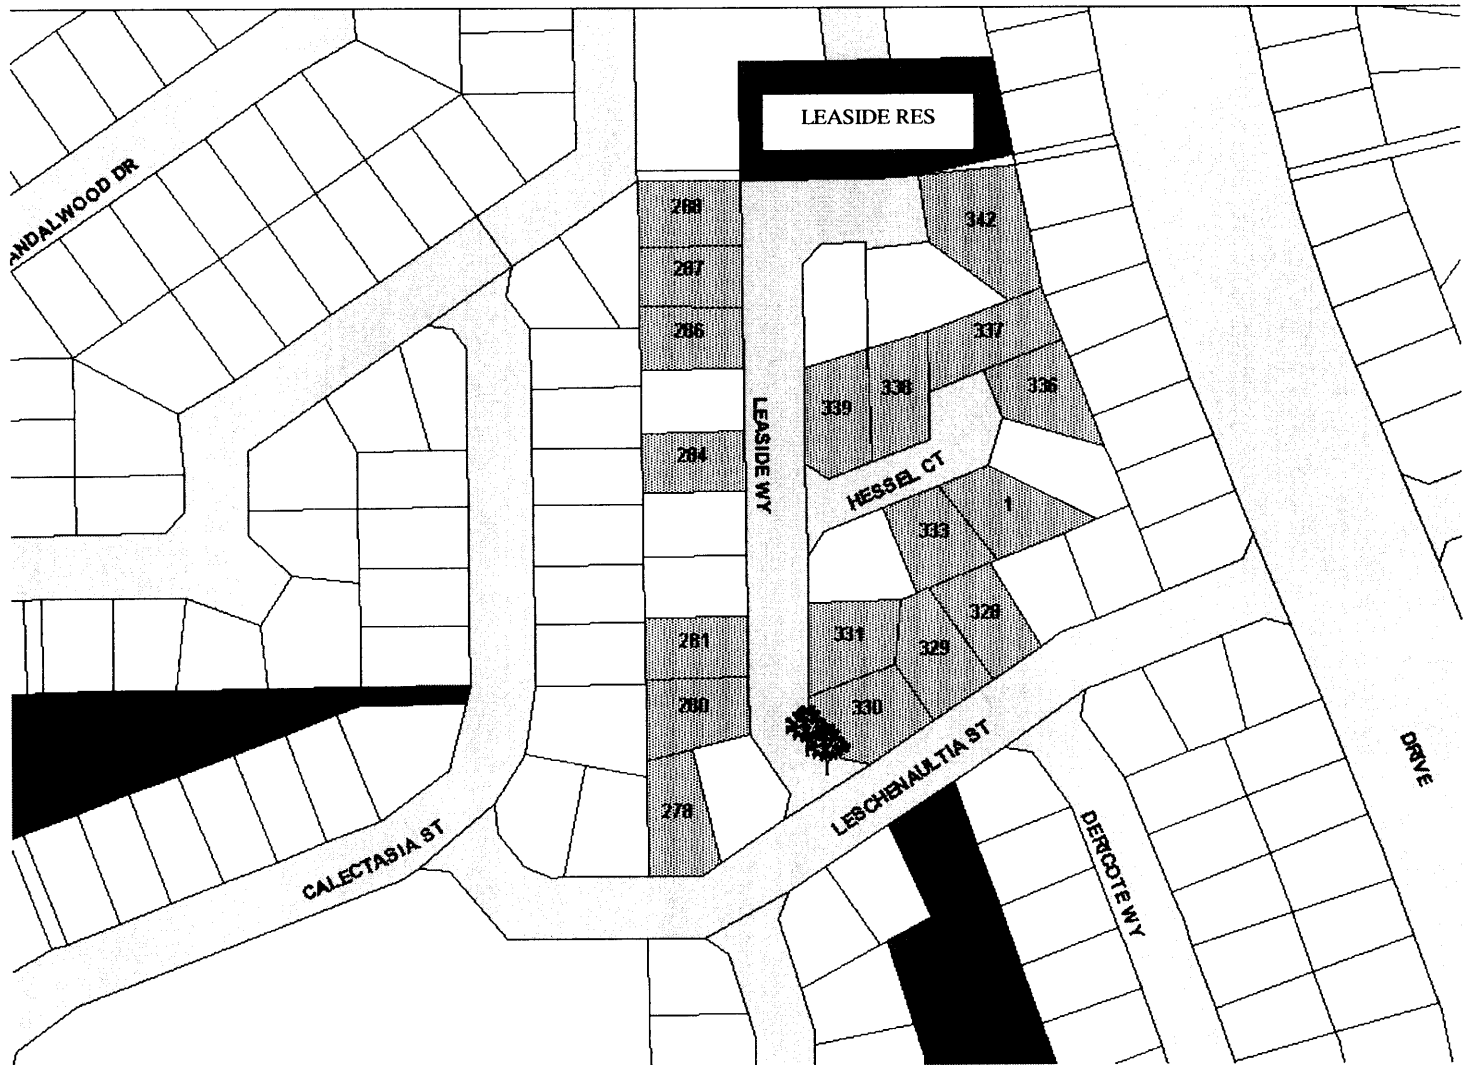 LEASIDE RES
ANDALWOOD DR
288
342
287
286
337
338
336
339
LEASIDE WY
284
HESSEL CT
1
333
281
331
329
328
280
330
LESCHENAULTIA ST
DRIVE
278
CALECTASIA ST
DERICOTE WY